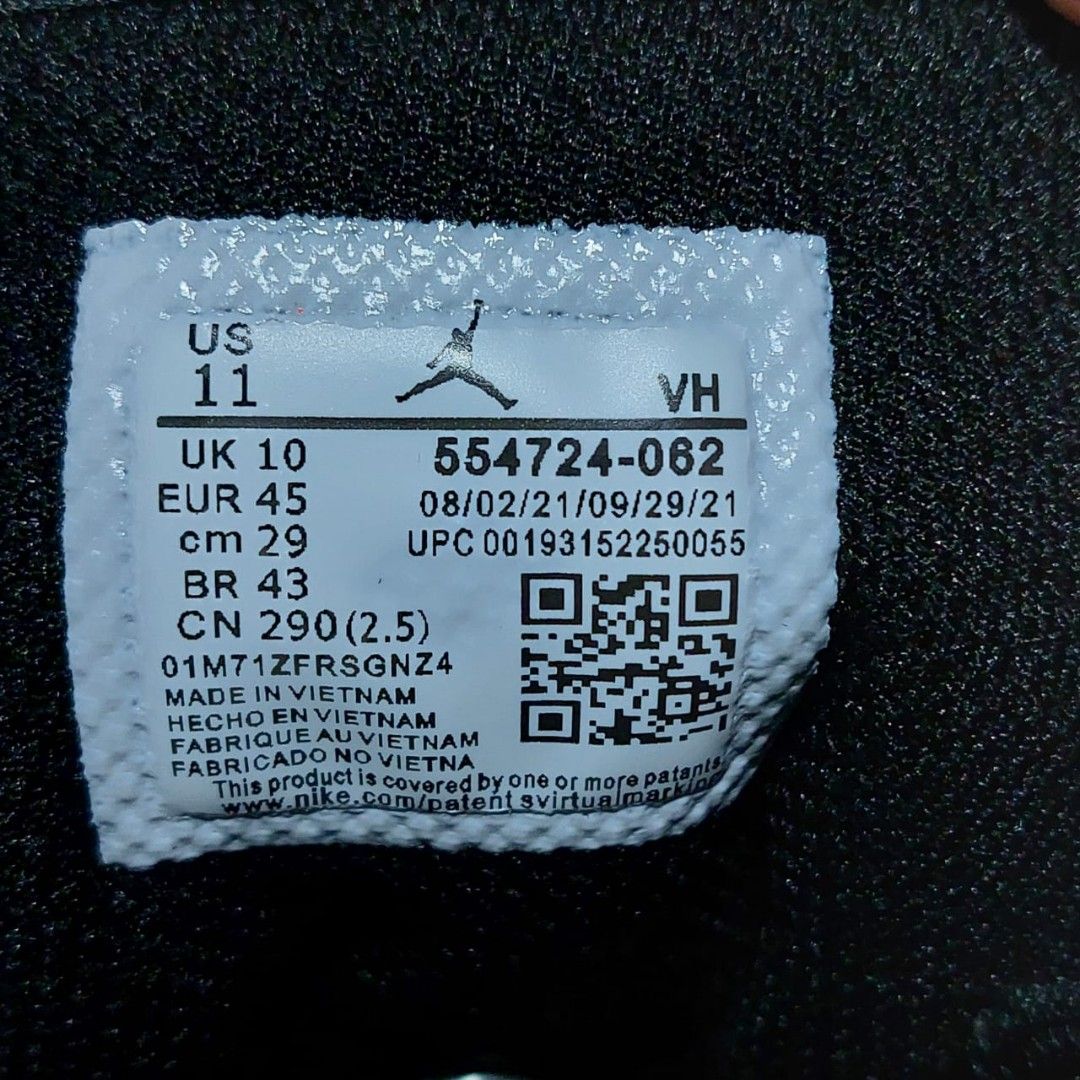 US
11
VH
UK 10
554724-062
EUR 45
08/02/21/09/29/21
cm 29
UPC 00193152250055
BR 43
CN 290(2.5)
01M71ZFRSGNZ4
MADE IN VIETNAM
HECHO EN VIETNAM
FABRIQUE AU VIETNAM
FABRICADO NO VIETNA
This product is covered by one or more patants.
www.nike.com/patent svirtualmarking